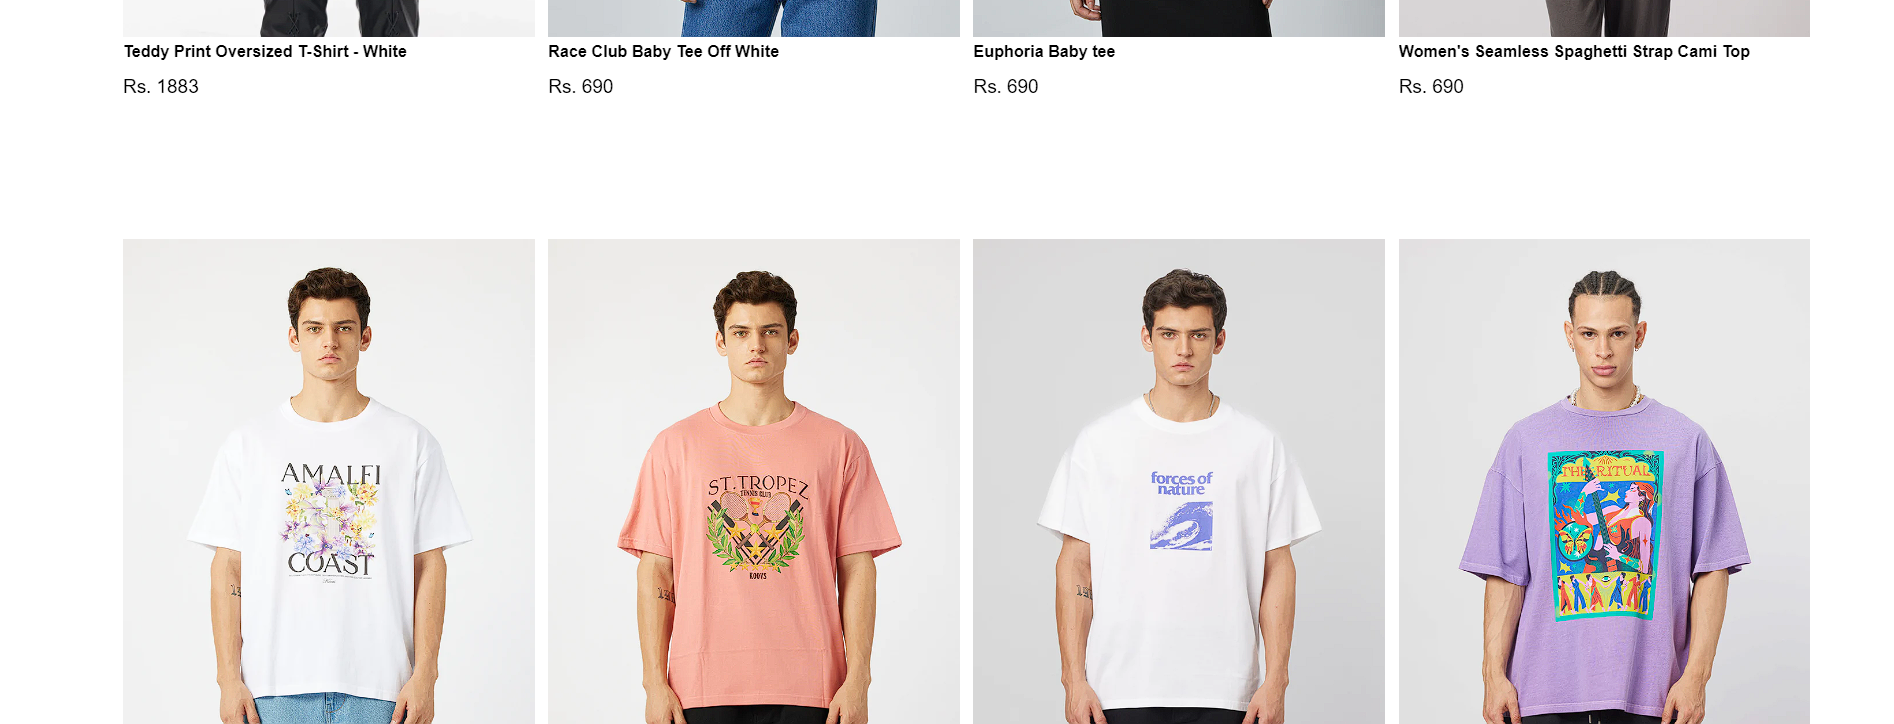 Teddy Print Oversized T-Shirt - White
Rs. 1883
Race Club Baby Tee Off White
Rs. 690
Euphoria Baby tee
Rs. 690
Women's Seamless Spaghetti Strap Cami Top
Rs. 690
AMALFI
COAST
ST.TROPEZ
TENNIS CLUB
KOOVS
forces of
nature
THE RITUAL